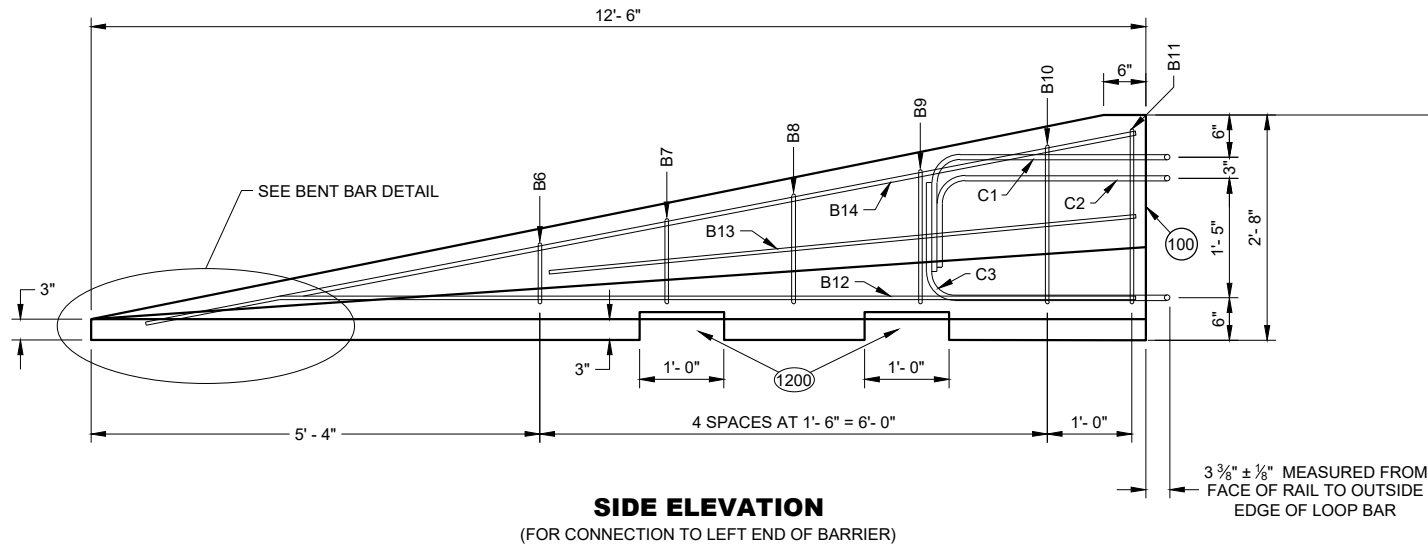 12'- 6"
6"
B11
B10
B9
B8
B7
B6
SEE BENT BAR DETAIL
6"
3"
C1
C2
B14
B13
100
1'- 5"
2'- 8"
C3
B12
3"
6"
3"
1'- 0"
1200
1'- 0"
5' - 4"
4 SPACES AT 1'- 6" = 6'- 0"
1'- 0"
3 ⅜" ± ⅛" MEASURED FROM
FACE OF RAIL TO OUTSIDE
EDGE OF LOOP BAR
SIDE ELEVATION
(FOR CONNECTION TO LEFT END OF BARRIER)